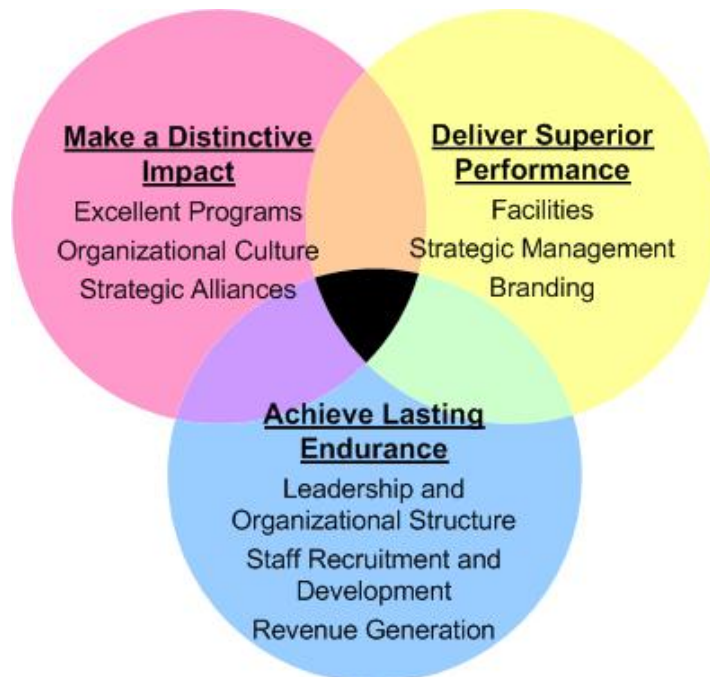 Make a Distinctive
Impact
Excellent Programs
Organizational Culture
Strategic Alliances
Deliver Superior
Performance
Facilities
Strategic Management
Branding
Achieve Lasting
Endurance
Leadership and
Organizational Structure
Staff Recruitment and
Development
Revenue Generation